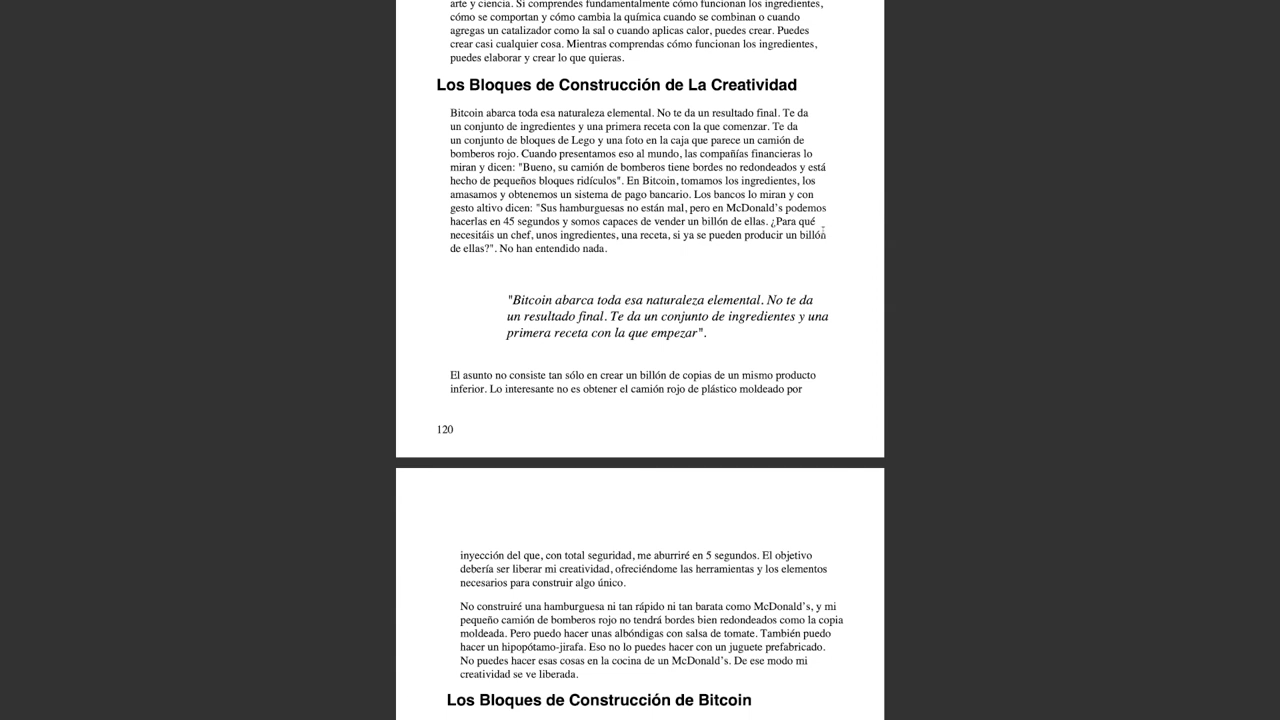 arte y ciencia. Si comprendes fundamentalmente cómo funcionan los ingredientes,
cómo se comportan y cómo cambia la química cuando se combinan o cuando
agregas un catalizador como la sal o cuando aplicas calor, puedes crear. Puedes
crear casi cualquier cosa. Mientras comprendas cómo funcionan los ingredientes,
puedes elaborar y crear lo que quieras.
Los Bloques de Construcción de La Creatividad
Bitcoin abarca toda esa naturaleza elemental. No te da un resultado final. Te da
un conjunto de ingredientes y una primera receta con la que comenzar. Te da
un conjunto de bloques de Lego y una foto en la caja que parece un camión de
bomberos rojo. Cuando presentamos eso al mundo, las compañías financieras lo
miran y dicen: "Bueno, su camión de bomberos tiene bordes no redondeados y está
hecho de pequeños bloques ridículos". En Bitcoin, tomamos los ingredientes, los
amasamos y obtenemos un sistema de pago bancario. Los bancos lo miran y con
gesto altivo dicen: "Sus hamburguesas no están mal, pero en McDonald's podemos
hacerlas en 45 segundos y somos capaces de vender un billón de ellas. ¿Para qué
necesitáis un chef, unos ingredientes, una receta, si ya se pueden producir un billón
de ellas?". No han entendido nada.
"Bitcoin abarca toda esa naturaleza elemental. No te da
un resultado final. Te da un conjunto de ingredientes y una
primera receta con la que empezar".
El asunto no consiste tan sólo en crear un billón de copias de un mismo producto
inferior. Lo interesante no es obtener el camión rojo de plástico moldeado por
120
inyección del que, con total seguridad, me aburriré en 5 segundos. El objetivo
debería ser liberar mi creatividad, ofreciéndome las herramientas y los elementos
necesarios para construir algo único.
No construiré una hamburguesa ni tan rápido ni tan barata como McDonald's, y mi
pequeño camión de bomberos rojo no tendrá bordes bien redondeados como la copia
moldeada. Pero puedo hacer unas albóndigas con salsa de tomate. También puedo
hacer un hipopótamo-jirafa. Eso no lo puedes hacer con un juguete prefabricado.
No puedes hacer esas cosas en la cocina de un McDonald's. De ese modo mi
creatividad se ve liberada.
Los Bloques de Construcción de Bitcoin